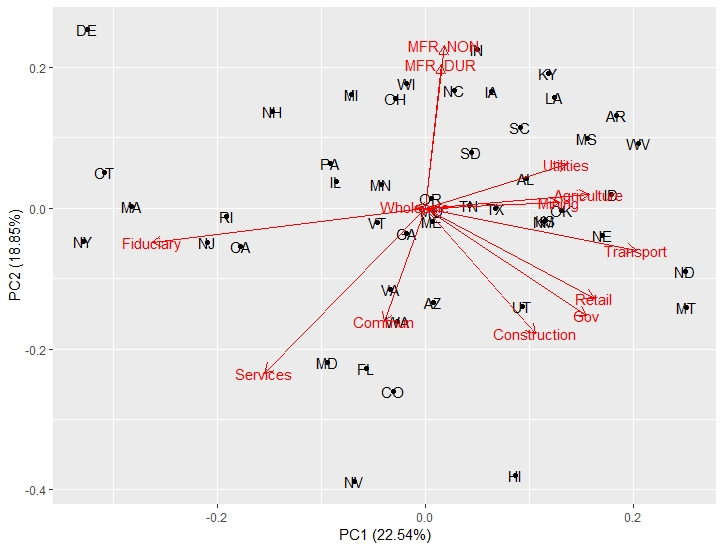 DE
MFR_NON
IN
MFR_DUR
KY
WI
MI
OH
NC
IA
LA
NH
AR
SC
MS
WV
SD
PA
Utilities
CT
AL
IL
MN
ID
Agriculture
OR
Mining
MA
Wholesale
TN
TX
OK
RI
VT
ME
GA
NE
NY
Fiduciary
NJ
CA
Transport
ND
VA
AZ
Retail
UT
MT
Gov
Commun
WA
Construction
MD
FL
Services
CO
HI
NV
0.2
0.0
-0.2
-0.4
-0.2
0.0
0.2
PC2 (18.85%)
PC1 (22.54%)